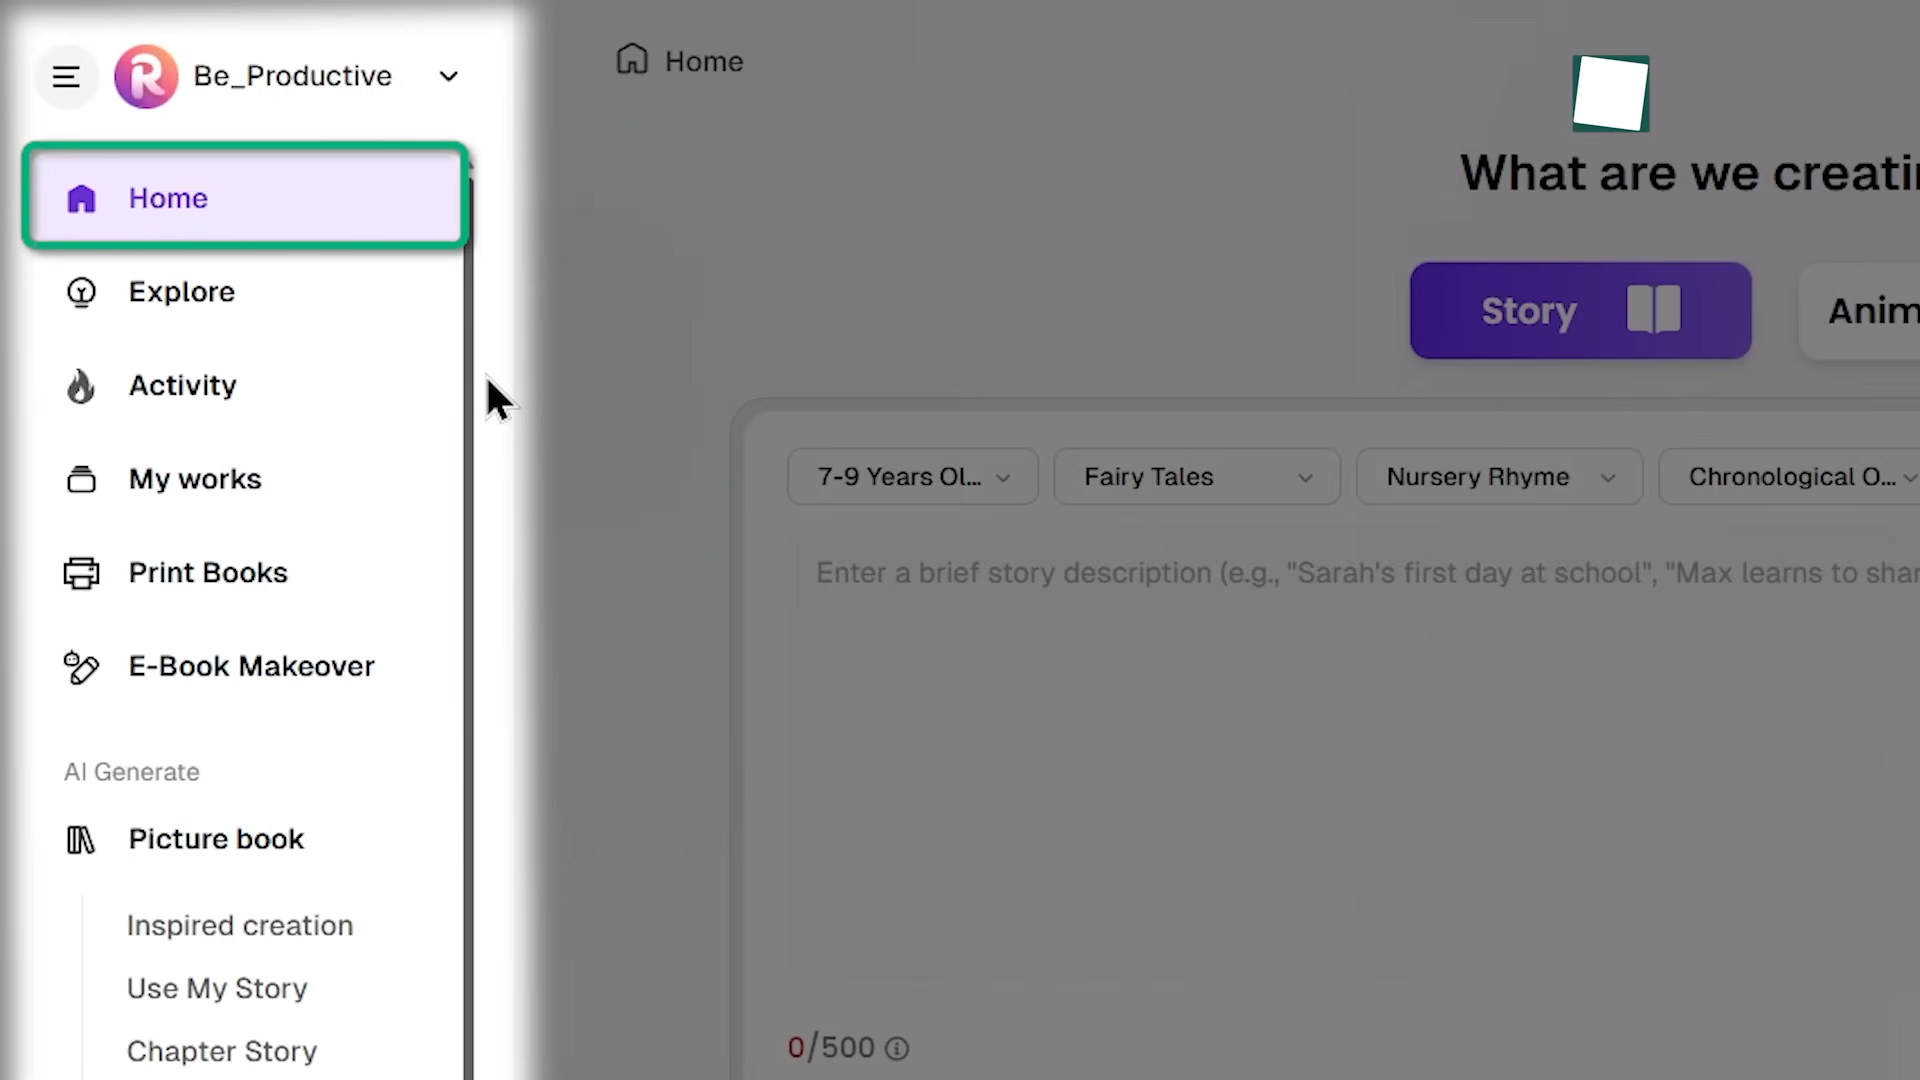 Be_Productive
Home
Explore
Activity
My works
Print Books
E-Book Makeover
AI Generate
Picture book
Inspired creation
Use My Story
Chapter Story
Home
What are we creati
Story
Anim
7-9 Years Ol...
Fairy Tales
Nursery Rhyme
Chronological O...
Enter a brief story description (e.g., "Sarah's first day at school", "Max learns to shar
0/500